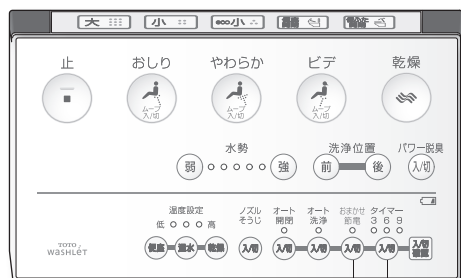 大 小 eco小
止 おしり やわらか ビデ 乾燥
ムーブ 入/切 ムーブ 入/切 ムーブ 入/切
水勢 洗浄位置 パワー脱臭
弱 強 前 後 入/切
温度設定 ノズルそうじ オート開閉 オート洗浄 おまかせ節電 タイマー
低 高 3 6 9
便座 温水 乾燥 入/切 入/切 入/切 入/切 入/切 入/切確認
TOTO
WASHLET